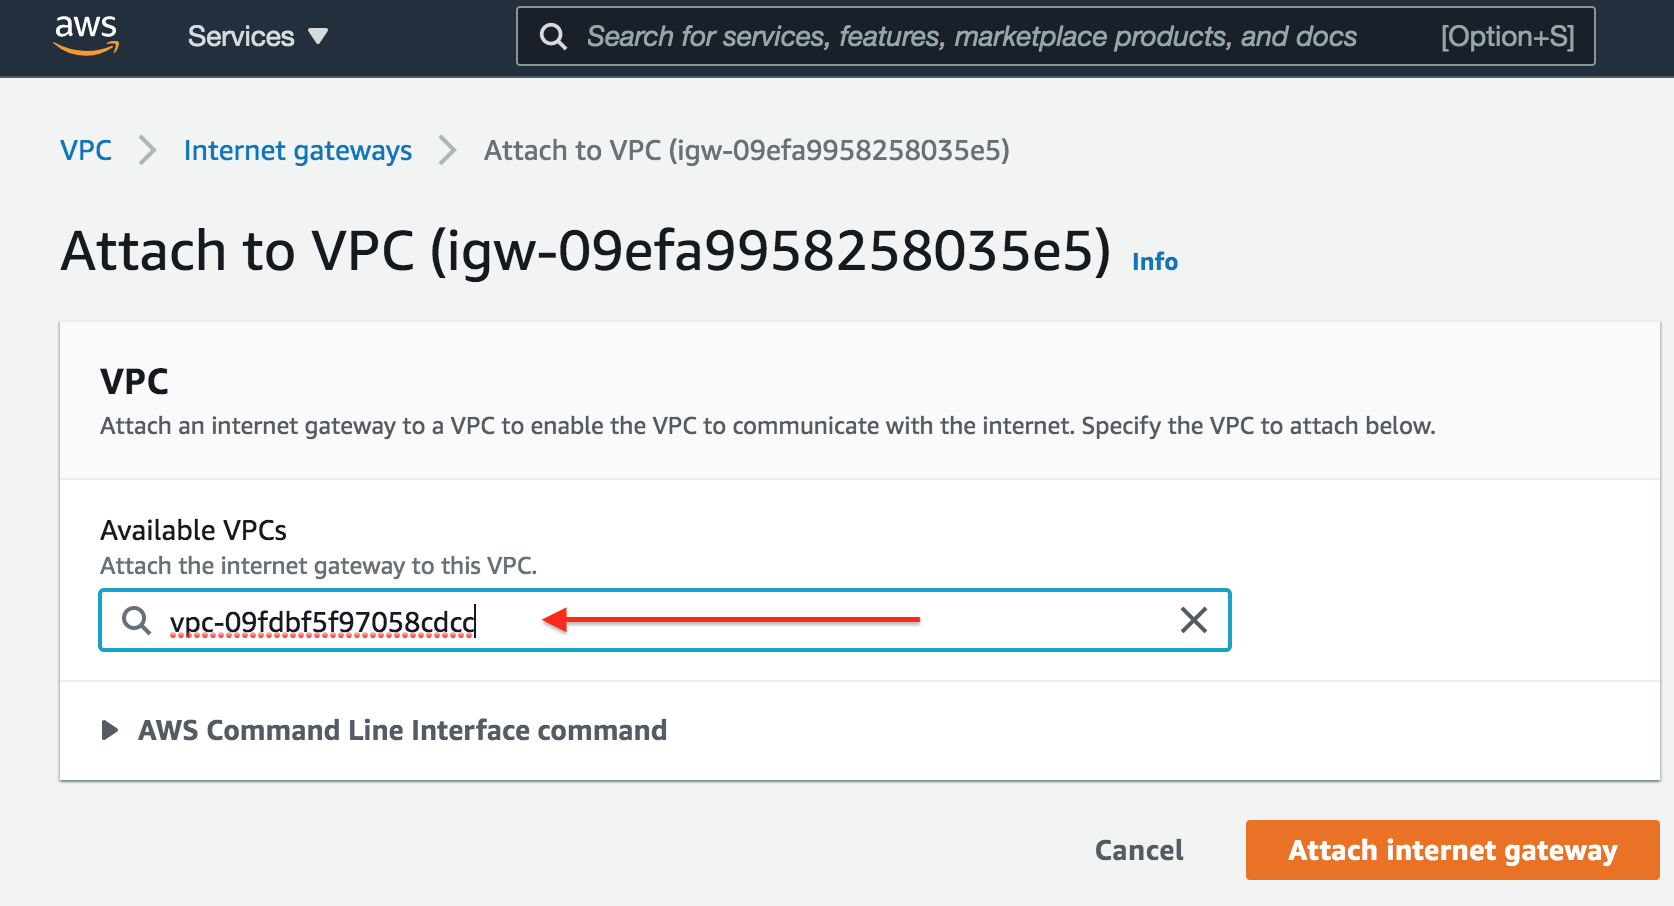 aws
Services
Search for services, features, marketplace products, and docs
[Option+S]
VPC
Internet gateways
Attach to VPC (igw-09efa9958258035e5)
Attach to VPC (igw-09efa9958258035e5) Info
VPC
Attach an internet gateway to a VPC to enable the VPC to communicate with the internet. Specify the VPC to attach below.
Available VPCs
Attach the internet gateway to this VPC.
vpc-09fdbf5f97058cdcc
AWS Command Line Interface command
Cancel
Attach internet gateway